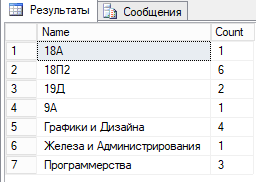 Результаты Сообщения
Name Count
1 18А 1
2 18П2 6
3 19Д 2
4 9А 1
5 Графики и Дизайна 4
6 Железа и Администрирования 1
7 Программерства 3